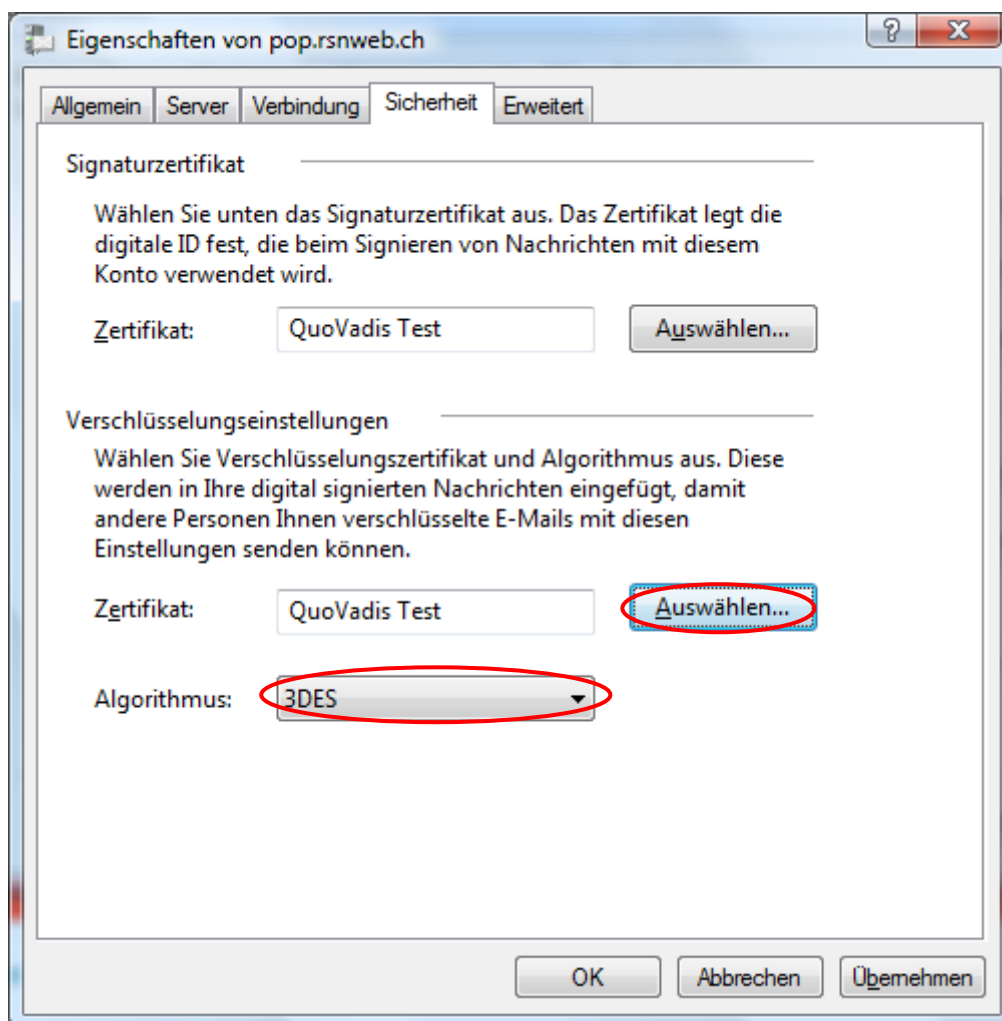 Eigenschaften von pop.rsnweb.ch
?
Allgemein Server Verbindung Sicherheit Erweitert
Signaturzertifikat
Wählen Sie unten das Signaturzertifikat aus. Das Zertifikat legt die
digitale ID fest, die beim Signieren von Nachrichten mit diesem
Konto verwendet wird.
Zertifikat: QuoVadis Test Auswählen...
Verschlüsselungseinstellungen
Wählen Sie Verschlüsselungszertifikat und Algorithmus aus. Diese
werden in Ihre digital signierten Nachrichten eingefügt, damit
andere Personen Ihnen verschlüsselte E-Mails mit diesen
Einstellungen senden können.
Zertifikat: QuoVadis Test Auswählen...
Algorithmus: 3DES
OK Abbrechen Übernehmen